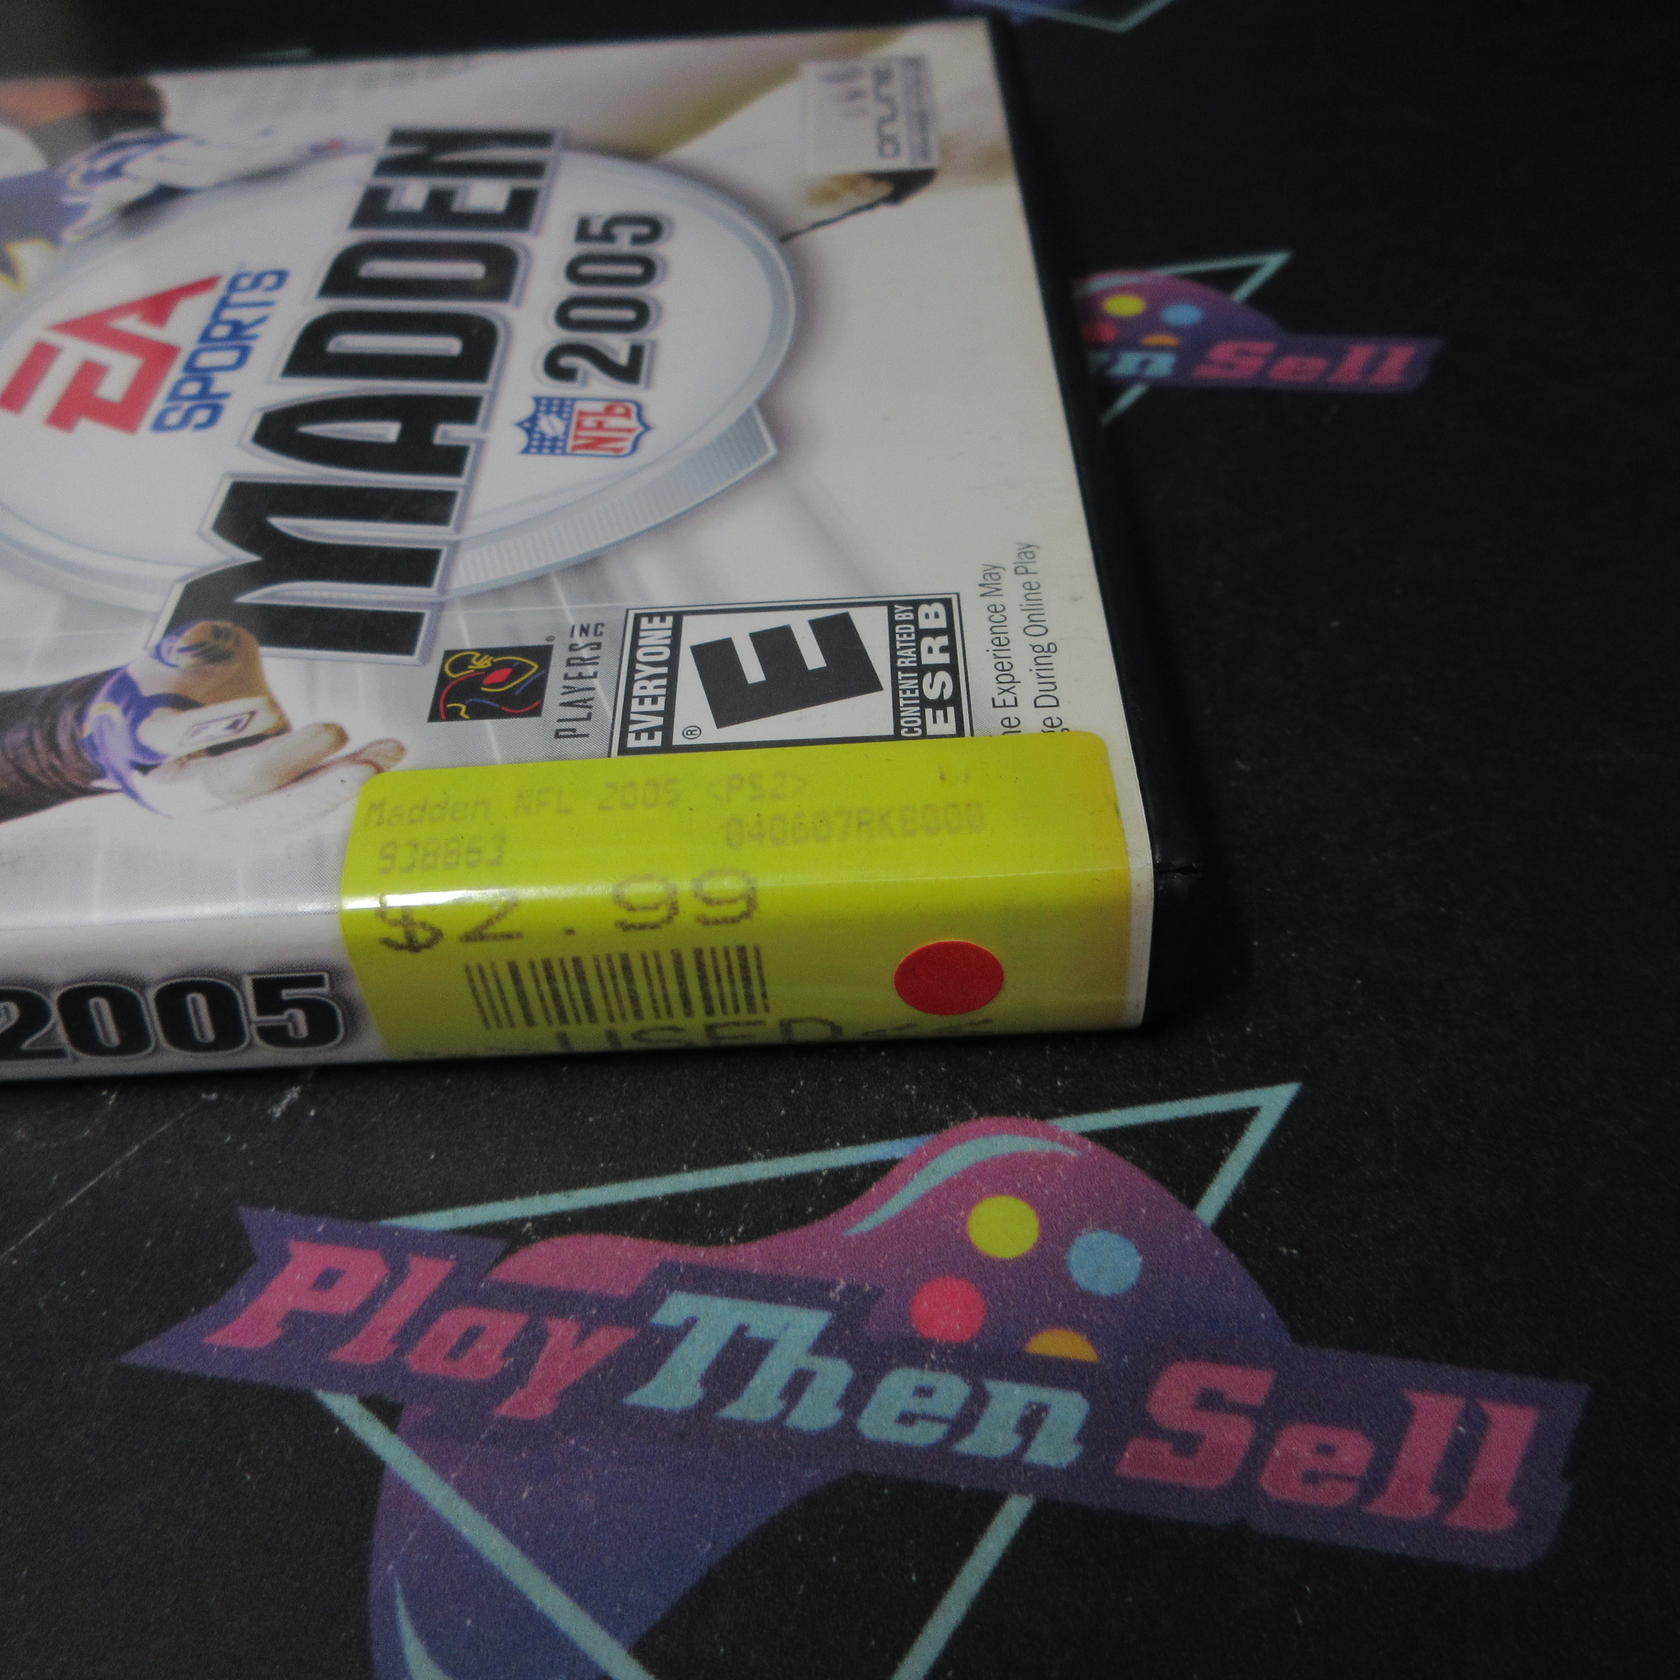 EA
SPORTS
MADDEN
NFL 2005
ONLINE
PLAYERS INC
EVERYONE
E
®
CONTENT RATED BY
ESRB
Experience May
During Online Play
Madden NFL 2005 <PS2>
938863 040607RKB000
$2.99
USED
2005
Then Sell
Play Then Sell